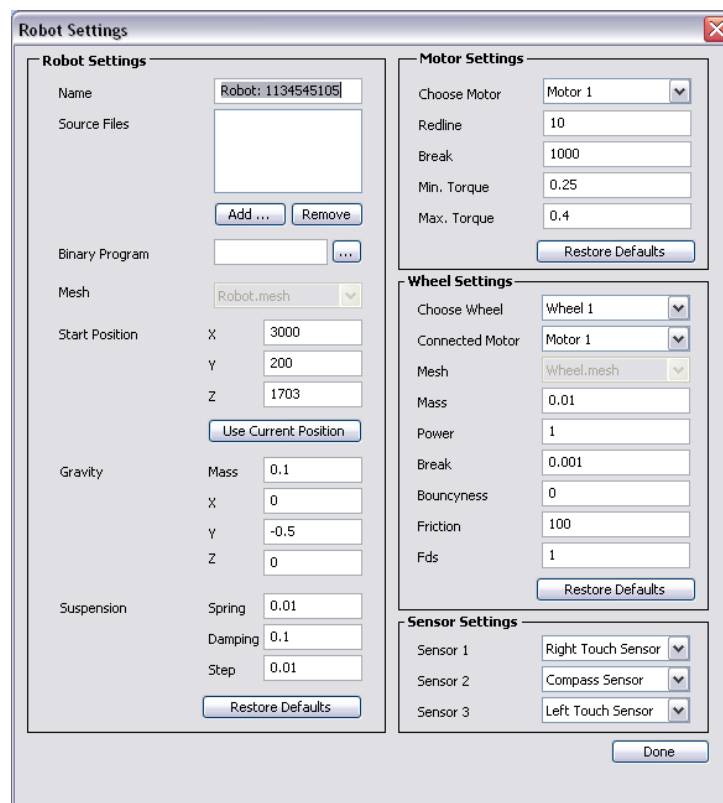 Robot Settings
Robot Settings
Name
Robot: 1134545105
Source Files
Add ...
Remove
Binary Program
...
Mesh
Robot.mesh
Start Position
X
3000
Y
200
Z
1703
Use Current Position
Gravity
Mass
0.1
X
0
Y
-0.5
Z
0
Suspension
Spring
0.01
Damping
0.1
Step
0.01
Restore Defaults
Motor Settings
Choose Motor
Motor 1
Redline
10
Break
1000
Min. Torque
0.25
Max. Torque
0.4
Restore Defaults
Wheel Settings
Choose Wheel
Wheel 1
Connected Motor
Motor 1
Mesh
Wheel.mesh
Mass
0.01
Power
1
Break
0.001
Bouncyness
0
Friction
100
Fds
1
Restore Defaults
Sensor Settings
Sensor 1
Right Touch Sensor
Sensor 2
Compass Sensor
Sensor 3
Left Touch Sensor
Done